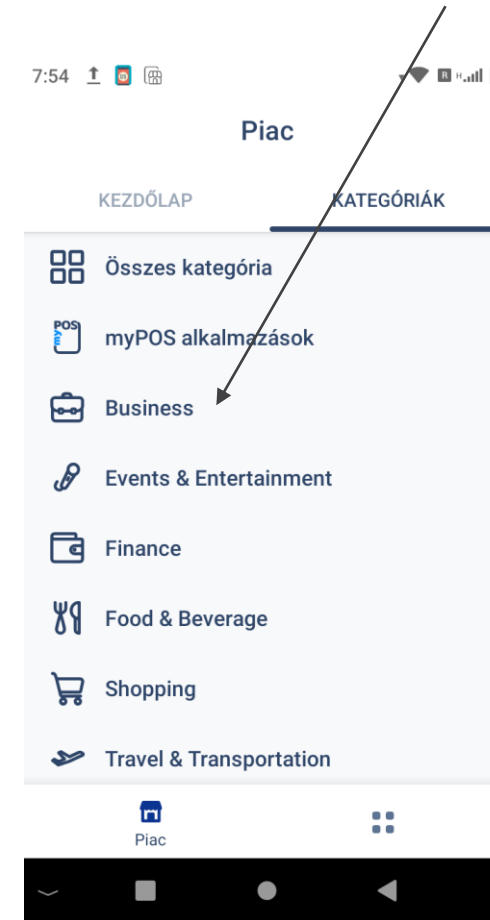 7:54
R H
Piac
KEZDŐLAP KATEGÓRIÁK
Összes kategória
myPOS
myPOS alkalmazások
Business
Events & Entertainment
Finance
Food & Beverage
Shopping
Travel & Transportation
Piac